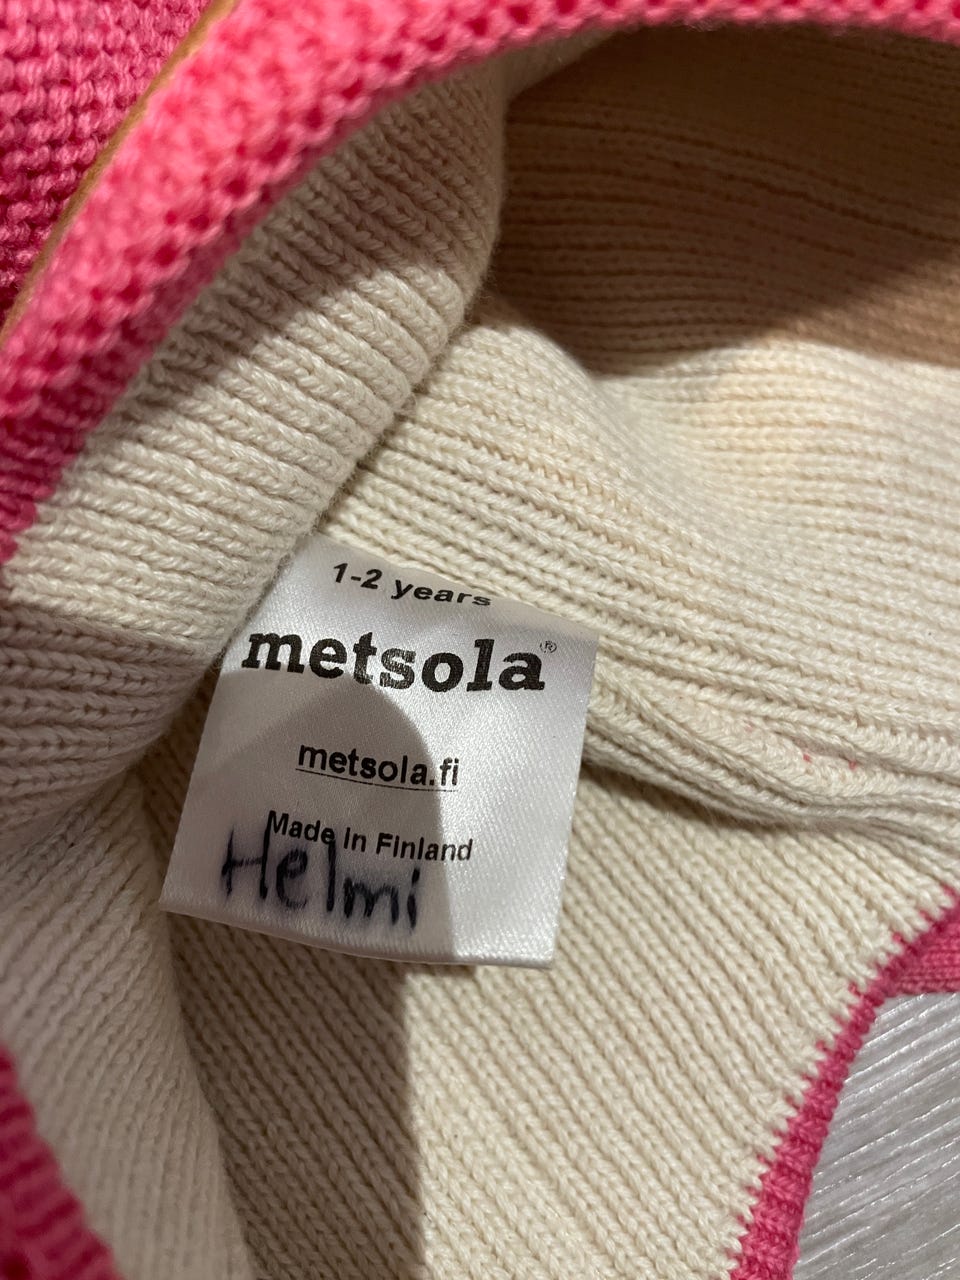 1-2 years
metsola®
metsola.fi
Made in Finland
Helmi